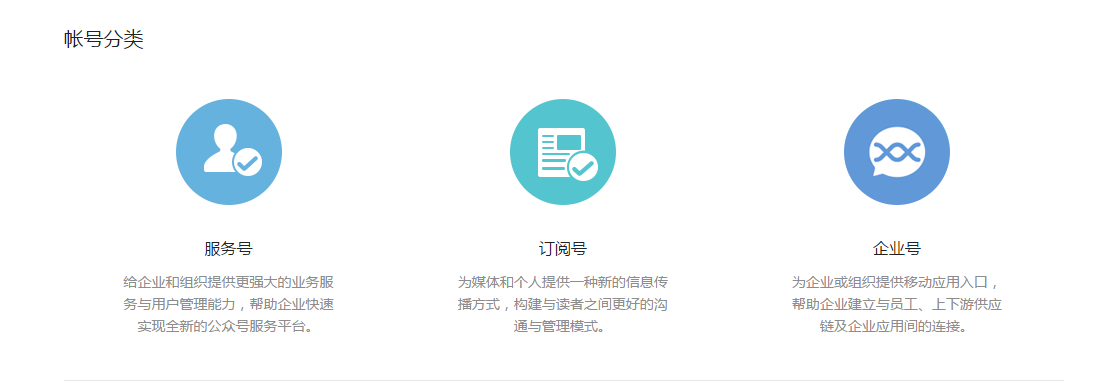 帐号分类
服务号
给企业和组织提供更强大的业务服
务与用户管理能力，帮助企业快速
实现全新的公众号服务平台。
订阅号
为媒体和个人提供一种新的信息传
播方式，构建与读者之间更好的沟
通与管理模式。
企业号
为企业或组织提供移动应用入口，
帮助企业建立与员工、上下游供应
链及企业应用间的连接。